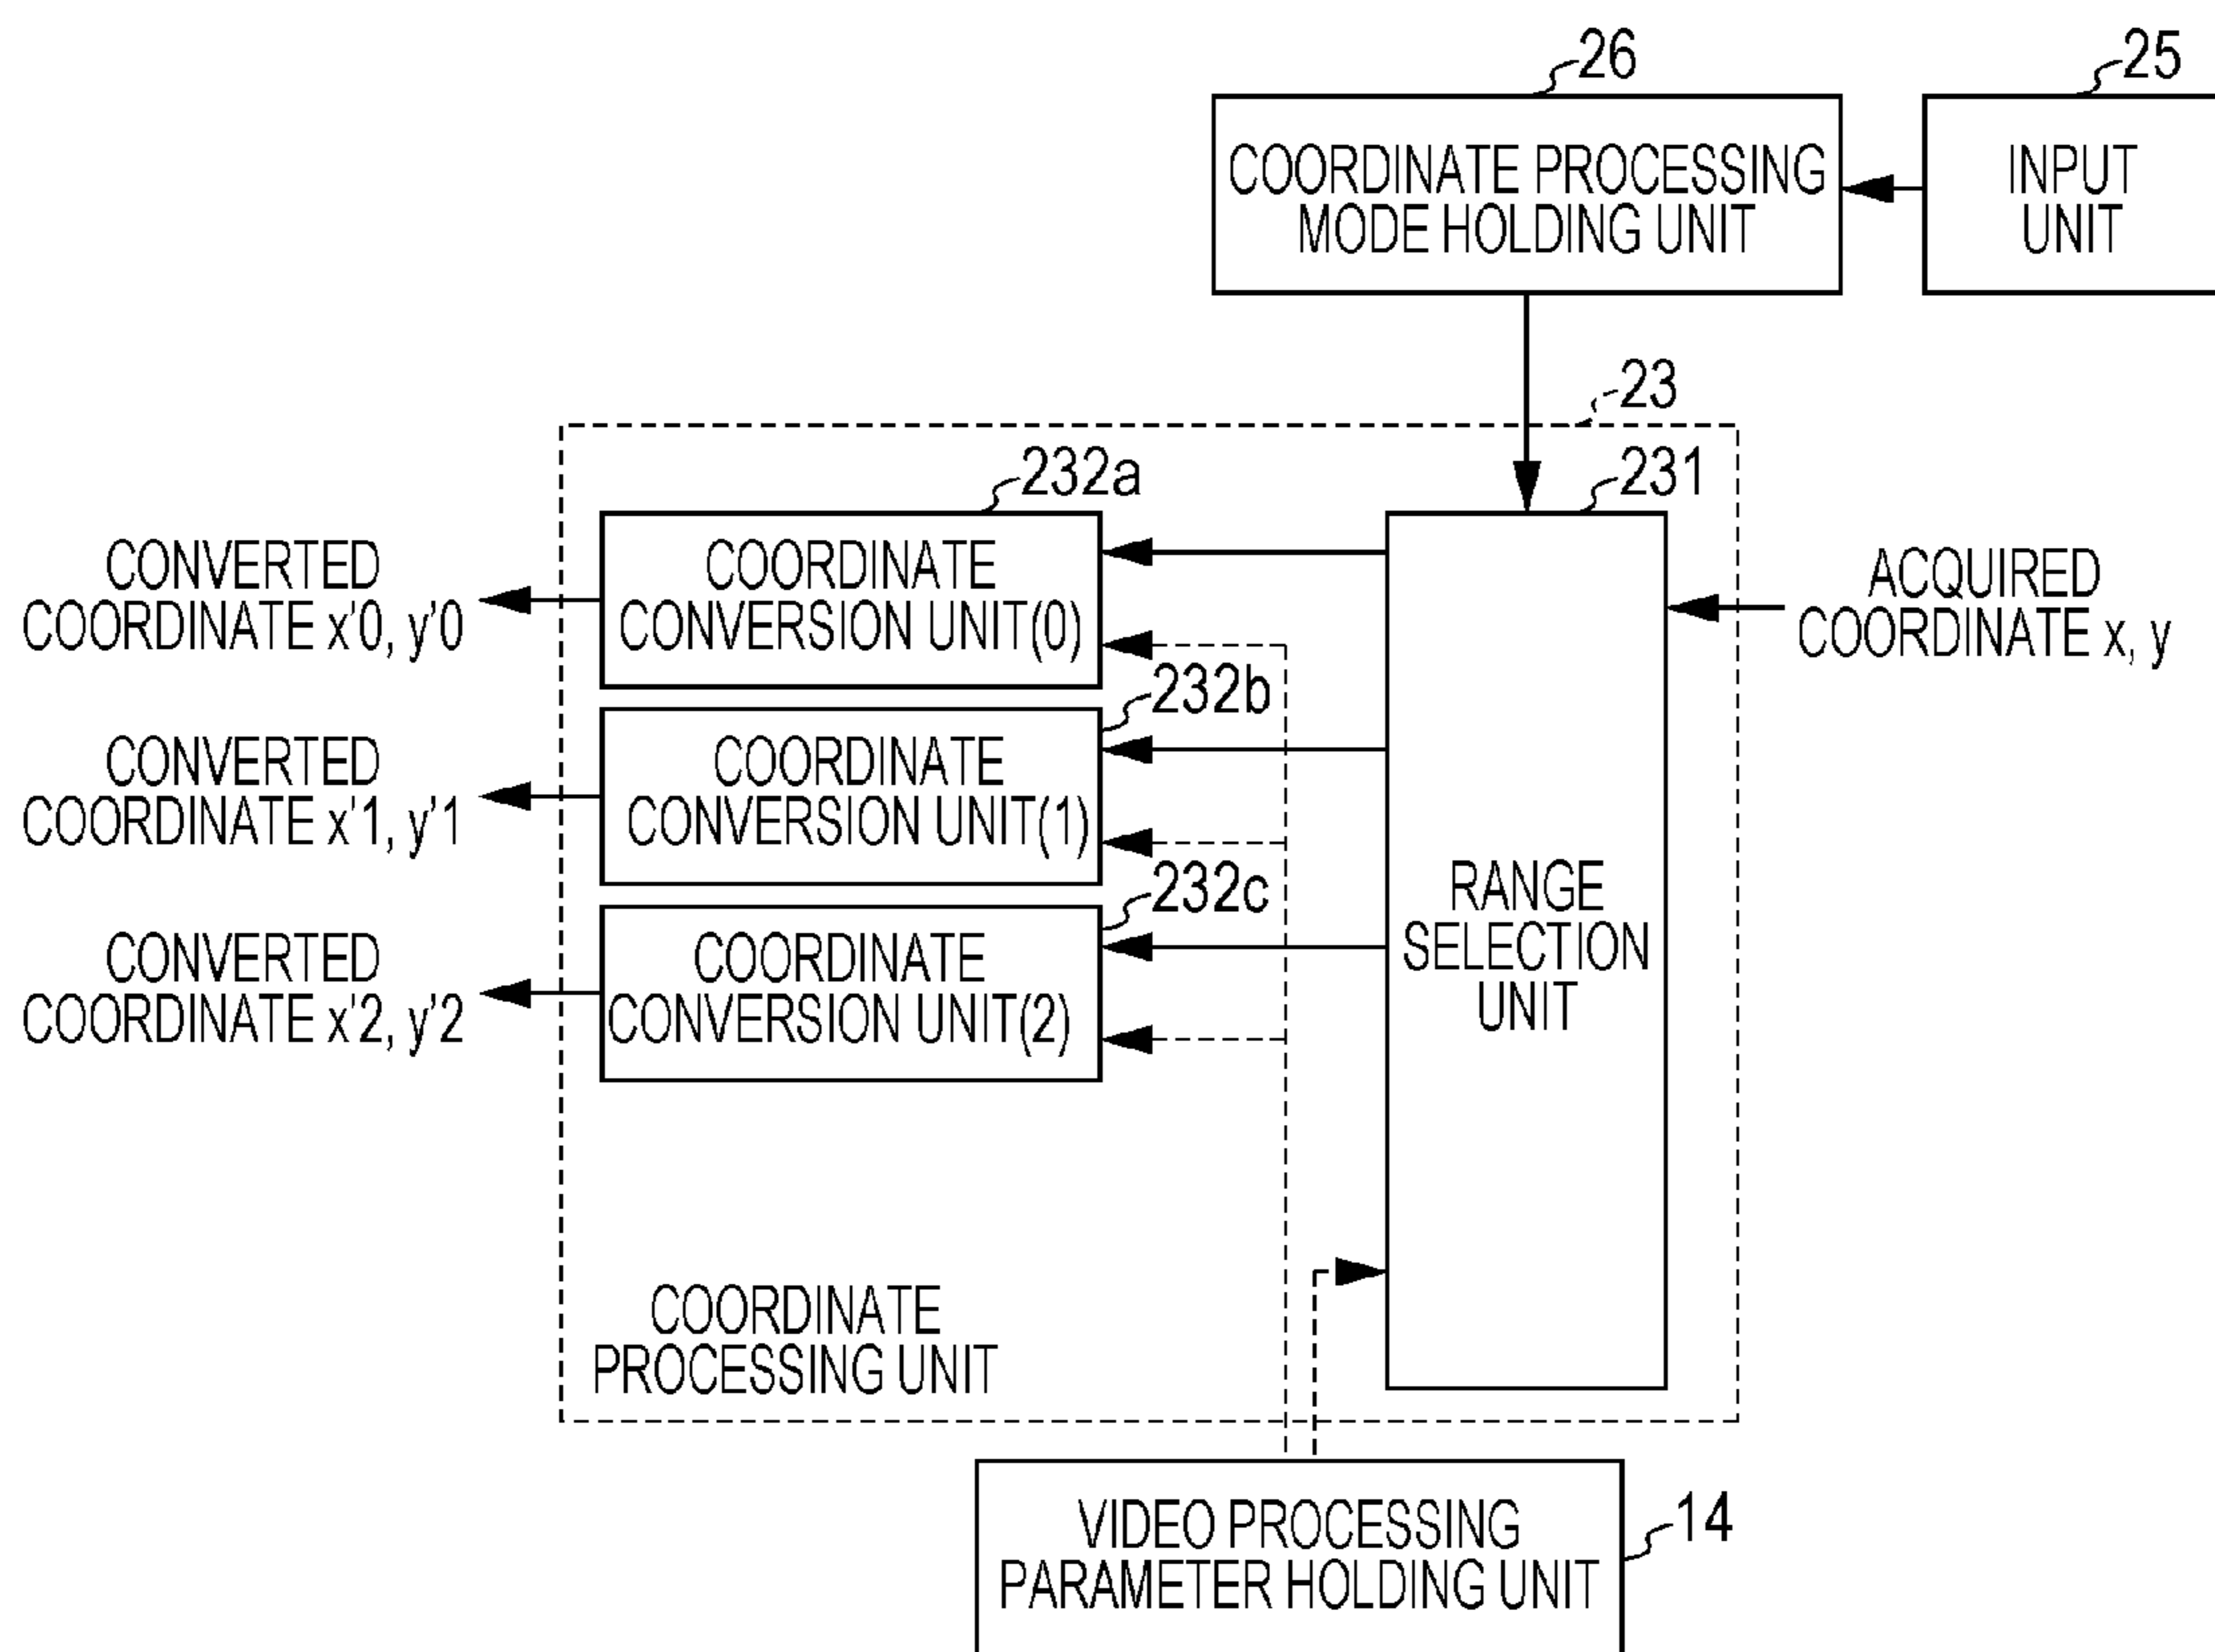 26
25
COORDINATE PROCESSING
MODE HOLDING UNIT
INPUT
UNIT
23
232a
231
CONVERTED
COORDINATE x'0, y'0
COORDINATE
CONVERSION UNIT(0)
ACQUIRED
COORDINATE x, y
232b
CONVERTED
COORDINATE x'1, y'1
COORDINATE
CONVERSION UNIT(1)
232c
RANGE
SELECTION
UNIT
CONVERTED
COORDINATE x'2, y'2
COORDINATE
CONVERSION UNIT(2)
COORDINATE
PROCESSING UNIT
VIDEO PROCESSING
PARAMETER HOLDING UNIT
14